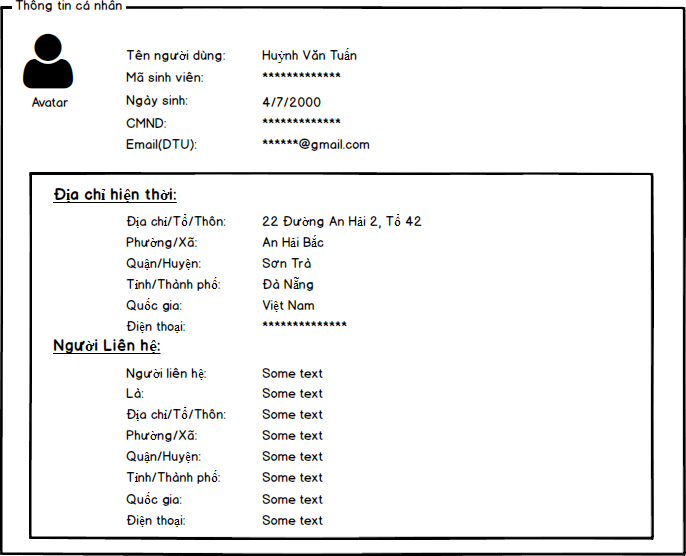 Thông tin cá nhân
Tên người dùng: Huỳnh Văn Tuấn
Mã sinh viên: *************
Avatar
Ngày sinh: 4/7/2000
CMND: *************
Email(DTU): ******@gmail.com
Địa chỉ hiện thời:
Địa chỉ/Tổ/Thôn: 22 Đường An Hải 2, Tổ 42
Phường/Xã: An Hải Bắc
Quận/Huyện: Sơn Trà
Tỉnh/Thành phố: Đà Nẵng
Quốc gia: Việt Nam
Điện thoại: **************
Người Liên hệ:
Người liên hệ: Some text
Là: Some text
Địa chỉ/Tổ/Thôn: Some text
Phường/Xã: Some text
Quận/Huyện: Some text
Tỉnh/Thành phố: Some text
Quốc gia: Some text
Điện thoại: Some text